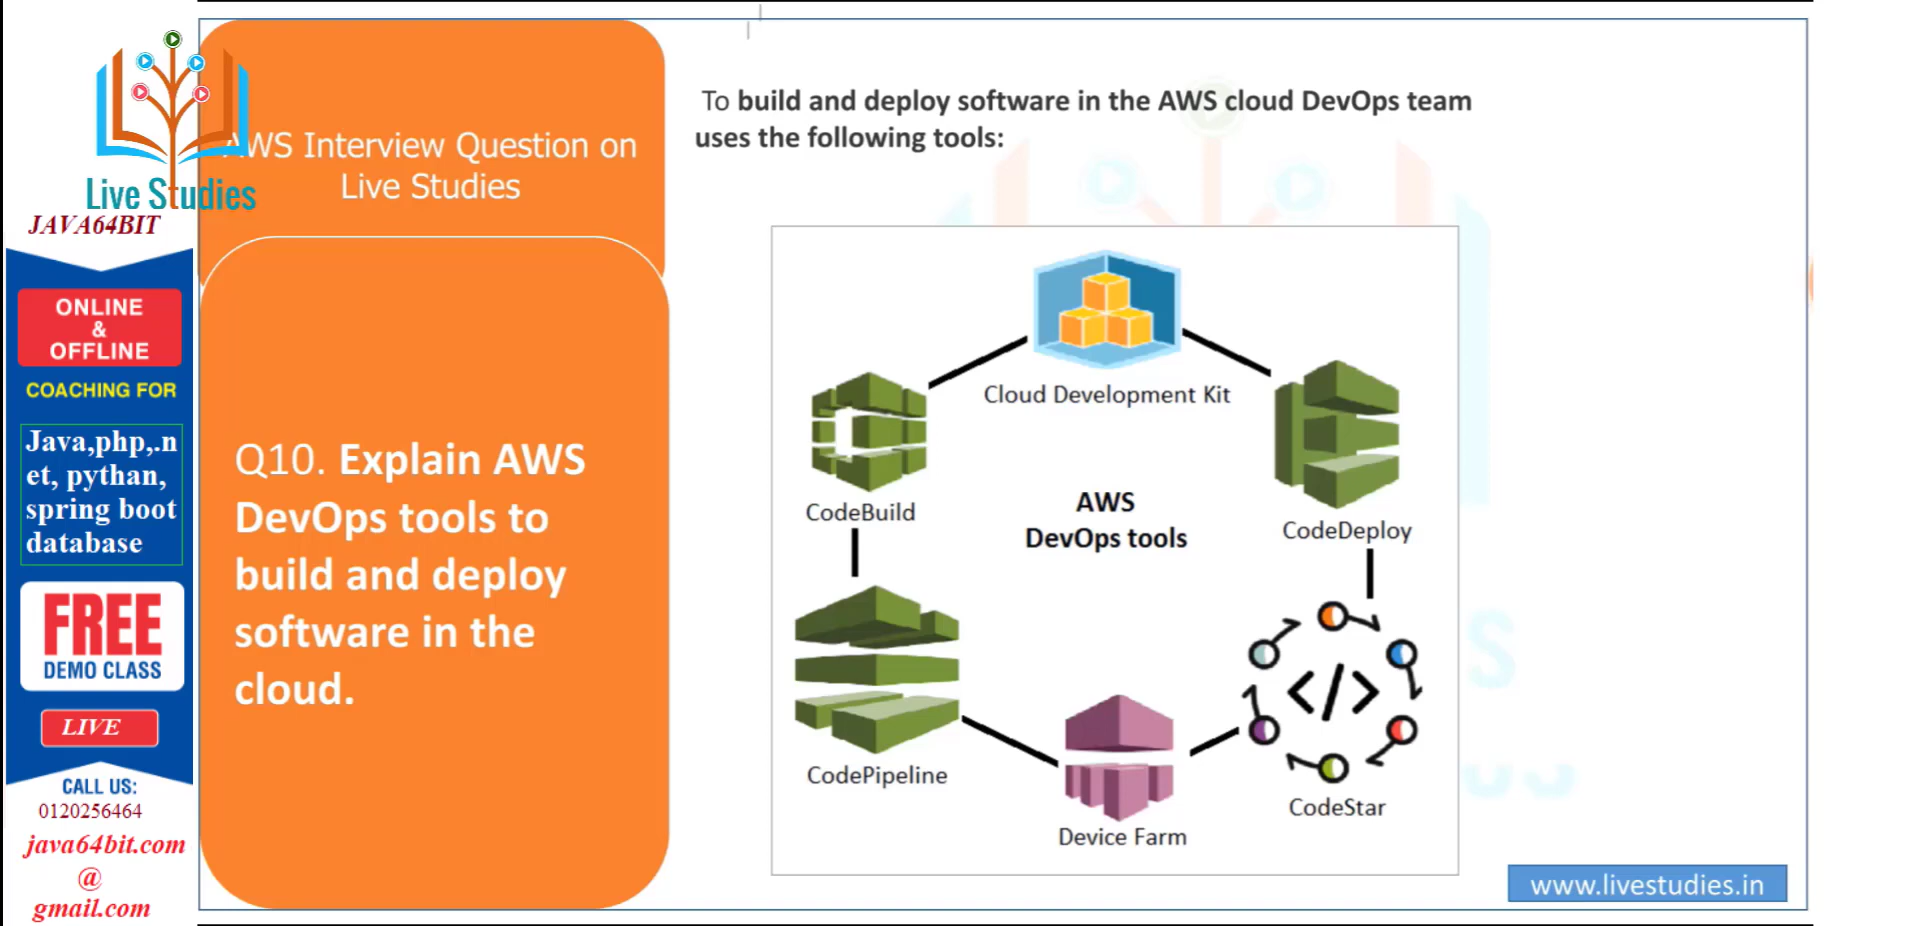 Live Studies
JAVA64BIT
ONLINE
&
OFFLINE
COACHING FOR
Java,php,.n
et, pythan,
spring boot
database
FREE
DEMO CLASS
LIVE
CALL US:
0120256464
java64bit.com
@
gmail.com
AWS Interview Question on
Live Studies
Q10. Explain AWS
DevOps tools to
build and deploy
software in the
cloud.
To build and deploy software in the AWS cloud DevOps team
uses the following tools:
Cloud Development Kit
CodeBuild
CodeDeploy
AWS
DevOps tools
</>
CodePipeline
CodeStar
Device Farm
www.livestudies.in